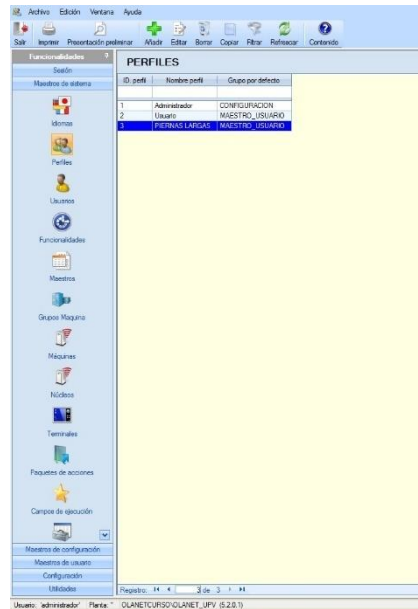 Archivo Edición Ventana Ayuda
Salir Imprimir Presentación preliminar Añadir Editar Borrar Copiar Filtrar Refrescar Contenido
Funcionalidades
Sesión
Maestros de sistema
Idiomas
Perfiles
Usuarios
Funcionalidades
Maestros
Grupos Maquina
Máquinas
Núcleos
Terminales
Paquetes de acciones
Campos de ejecución
Maestros de configuración
Maestros de usuario
Configuración
Utilidades
PERFILES
ID. perfil Nombre perfil Grupo por defecto
1 Administrador CONFIGURACION
2 Usuario MAESTRO_USUARIO
3 PIERNAS LARGAS MAESTRO_USUARIO
Registro: 3 de 3
Usuario: 'administrador' Planta: '' OLANETCURSO\OLANET_UPV (5.2.0.1)